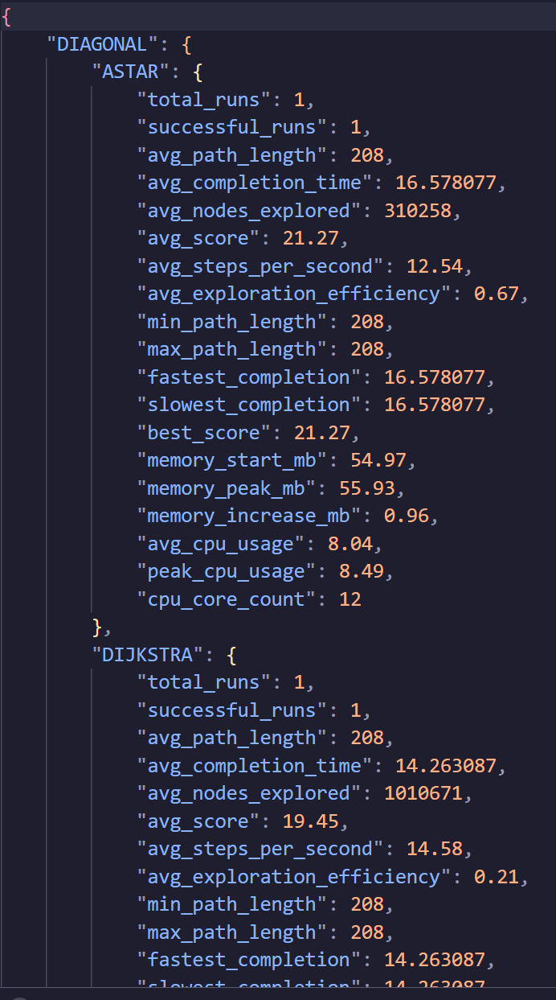 {
"DIAGONAL": {
"ASTAR": {
"total_runs": 1,
"successful_runs": 1,
"avg_path_length": 208,
"avg_completion_time": 16.578077,
"avg_nodes_explored": 310258,
"avg_score": 21.27,
"avg_steps_per_second": 12.54,
"avg_exploration_efficiency": 0.67,
"min_path_length": 208,
"max_path_length": 208,
"fastest_completion": 16.578077,
"slowest_completion": 16.578077,
"best_score": 21.27,
"memory_start_mb": 54.97,
"memory_peak_mb": 55.93,
"memory_increase_mb": 0.96,
"avg_cpu_usage": 8.04,
"peak_cpu_usage": 8.49,
"cpu_core_count": 12
},
"DIJKSTRA": {
"total_runs": 1,
"successful_runs": 1,
"avg_path_length": 208,
"avg_completion_time": 14.263087,
"avg_nodes_explored": 1010671,
"avg_score": 19.45,
"avg_steps_per_second": 14.58,
"avg_exploration_efficiency": 0.21,
"min_path_length": 208,
"max_path_length": 208,
"fastest_completion": 14.263087,
"slowest_completion": 14.263087